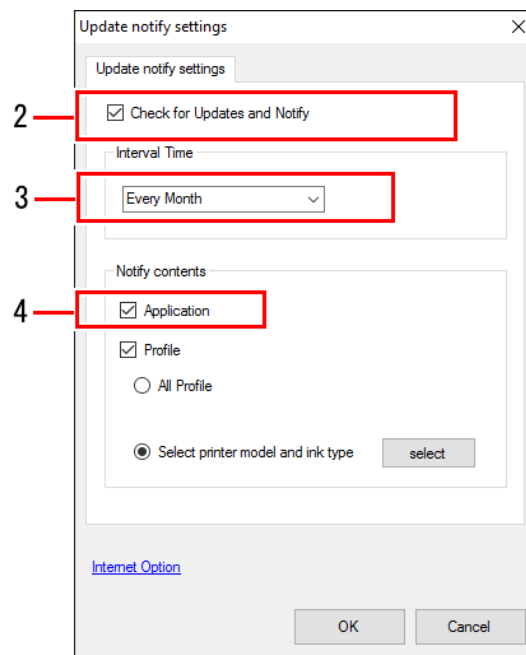 Update notify settings
Update notify settings
2
Check for Updates and Notify
Interval Time
3
Every Month
Notify contents
4
Application
Profile
All Profile
Select printer model and ink type
select
Internet Option
OK
Cancel